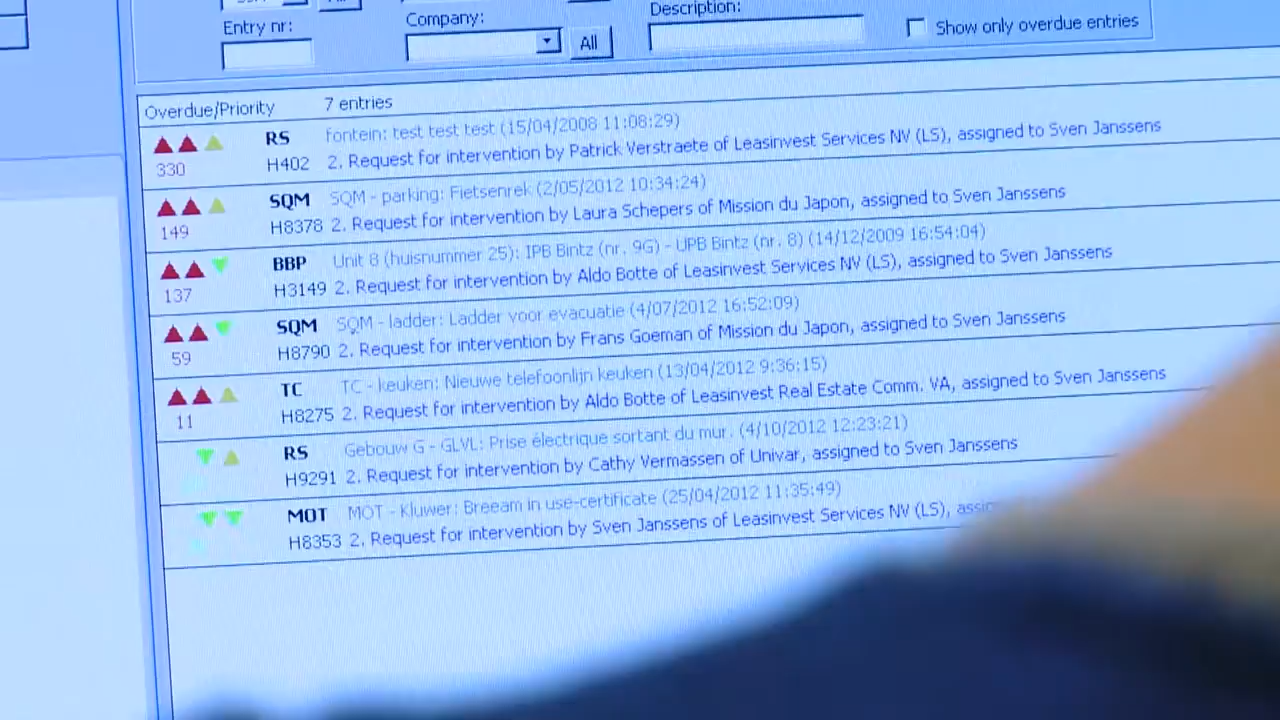 Entry nr:
Company:
Description:
All
Show only overdue entries
Overdue/Priority
7 entries
RS fontein: test test test (15/04/2008 11:08:29)
330 H402 2. Request for intervention by Patrick Verstraete of Leasinvest Services NV (LS), assigned to Sven Janssens
SQM SQM - parking: Fietsenrek (2/05/2012 10:34:24)
149 H8378 2. Request for intervention by Laura Schepers of Mission du Japon, assigned to Sven Janssens
BBP Unit 8 (huisnummer 25): IPB Bintz (nr. 9G) - UPB Bintz (nr. 8) (14/12/2009 16:54:04)
137 H3149 2. Request for intervention by Aldo Botte of Leasinvest Services NV (LS), assigned to Sven Janssens
SQM SQM - ladder: Ladder voor evacuatie (4/07/2012 16:52:09)
59 H8790 2. Request for intervention by Frans Goeman of Mission du Japon, assigned to Sven Janssens
TC TC - keuken: Nieuwe telefoonlijn keuken (13/04/2012 9:36:15)
11 H8275 2. Request for intervention by Aldo Botte of Leasinvest Real Estate Comm. VA, assigned to Sven Janssens
RS Gebouw G - GLVL: Prise électrique sortant du mur. (4/10/2012 12:23:21)
H9291 2. Request for intervention by Cathy Vermassen of Univar, assigned to Sven Janssens
MOT MOT - Kluwer: Breeam in use-certificate (25/04/2012 11:35:49)
H8353 2. Request for intervention by Sven Janssens of Leasinvest Services NV (LS),